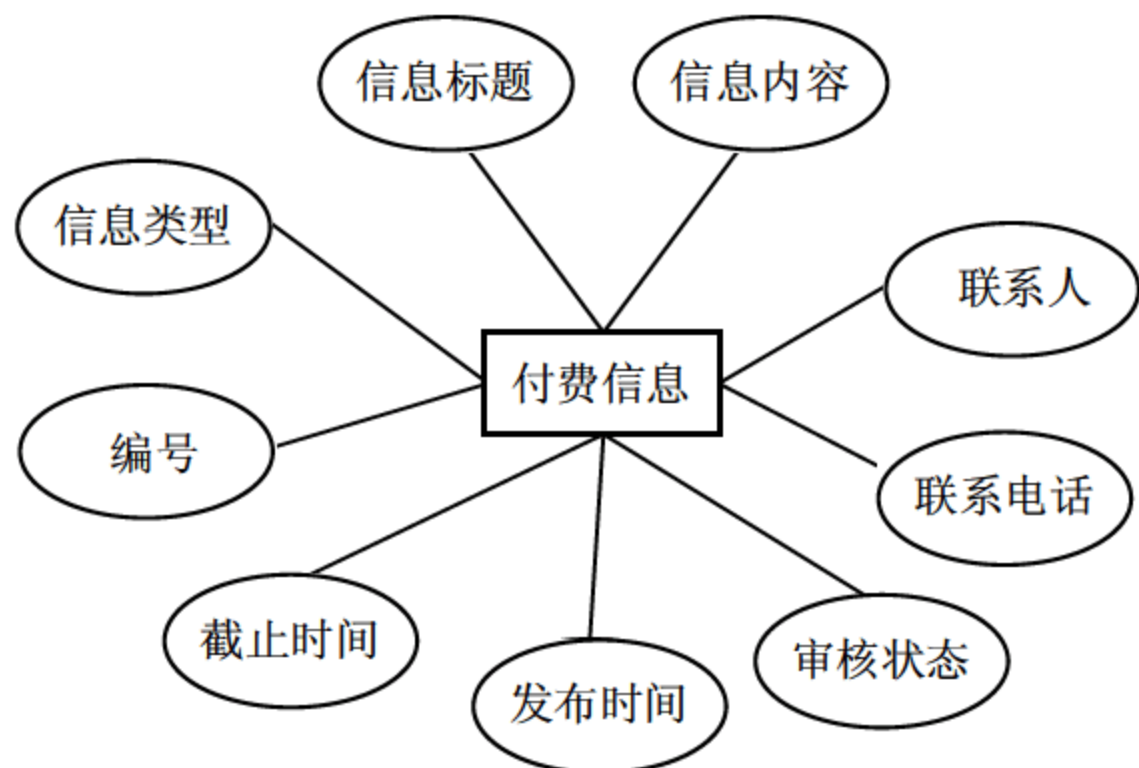 信息标题
信息内容
信息类型
联系人
付费信息
编号
联系电话
截止时间
审核状态
发布时间